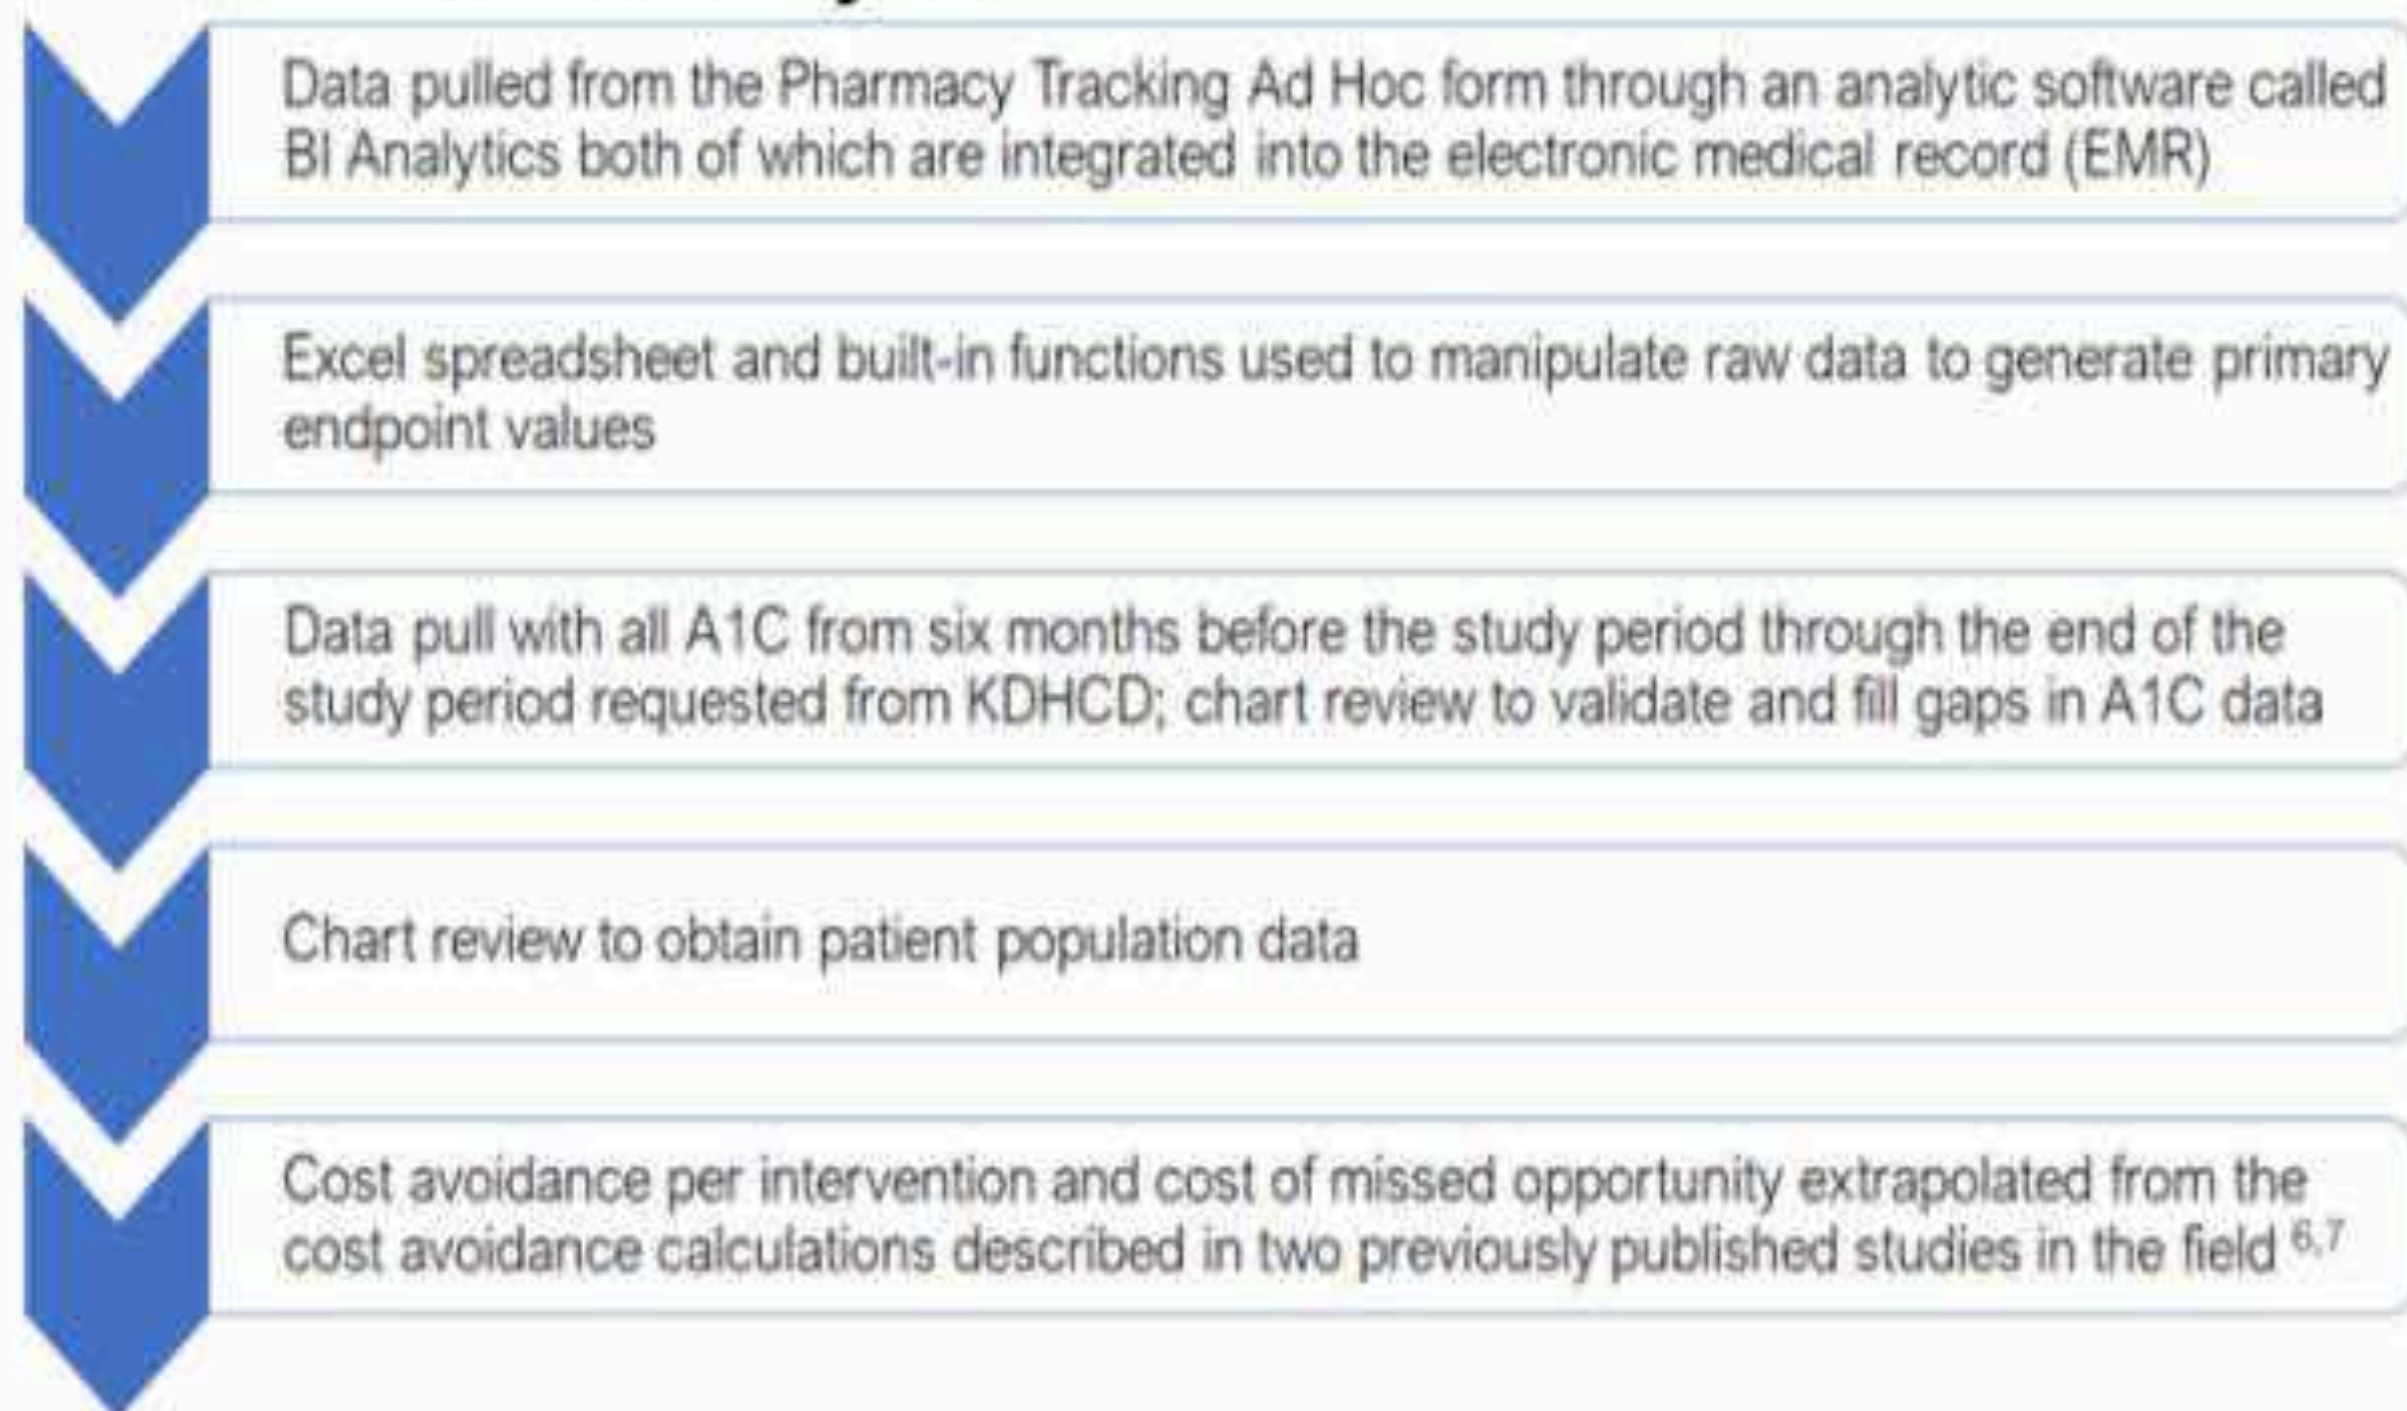 Data pulled from the Pharmacy Tracking Ad Hoc form through an analytic software called
BI Analytics both of which are integrated into the electronic medical record (EMR)
Excel spreadsheet and built-in functions used to manipulate raw data to generate primary
endpoint values
Data pull with all A1C from six months before the study period through the end of the
study period requested from KDHCD; chart review to validate and fill gaps in A1C data
Chart review to obtain patient population data
Cost avoidance per intervention and cost of missed opportunity extrapolated from the
cost avoidance calculations described in two previously published studies in the field 6,7